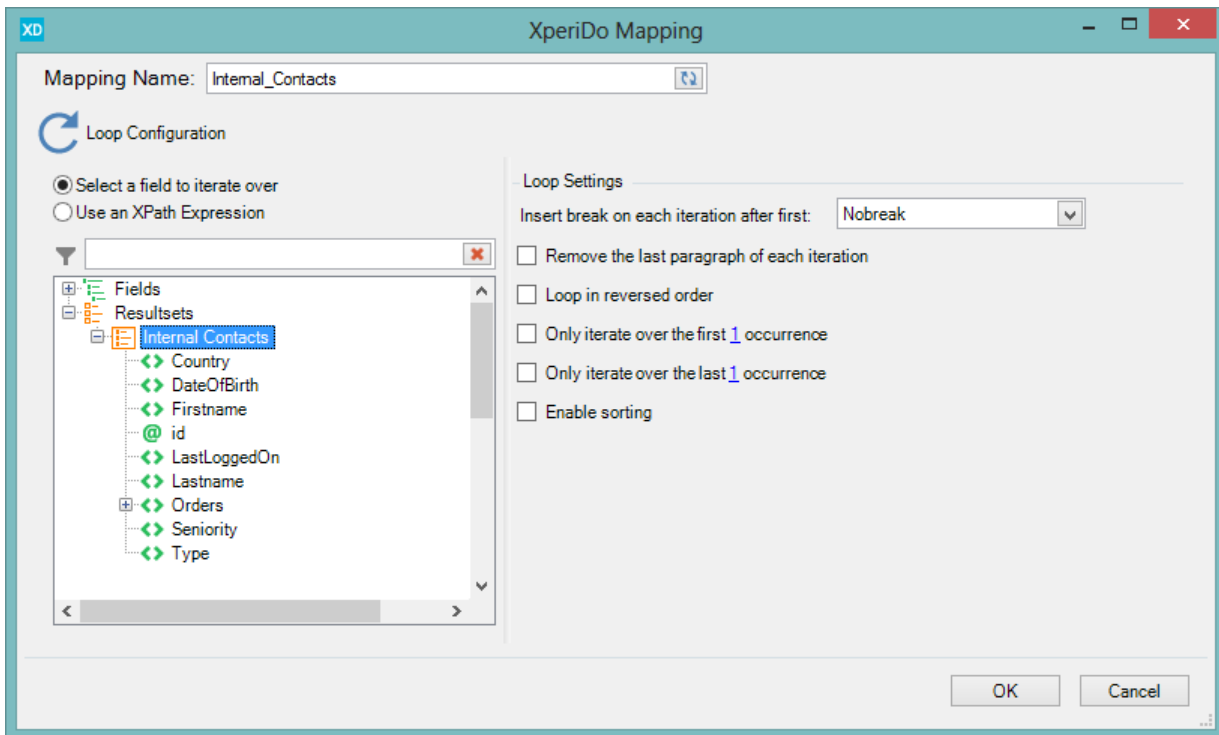 XD XperiDo Mapping
Mapping Name: Internal_Contacts
Loop Configuration
Select a field to iterate over
Use an XPath Expression
Fields
Resultsets
Internal Contacts
Country
DateOfBirth
Firstname
@ id
LastLoggedOn
Lastname
Orders
Seniority
Type
Loop Settings
Insert break on each iteration after first: Nobreak
Remove the last paragraph of each iteration
Loop in reversed order
Only iterate over the first 1 occurrence
Only iterate over the last 1 occurrence
Enable sorting
OK Cancel